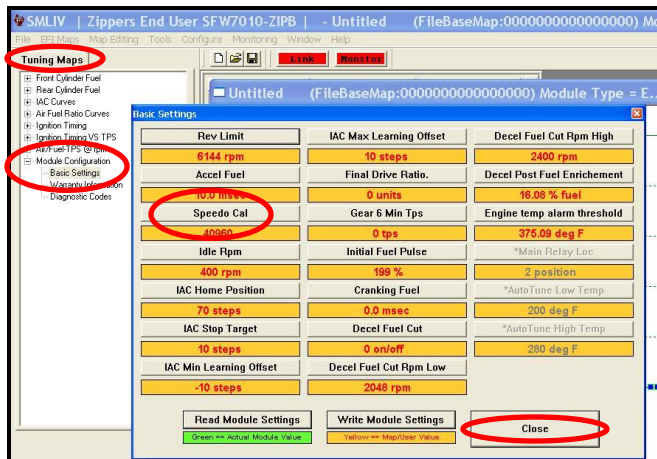 SMLIV | Zippers End User SFW7010-ZIPB | - Untitled (FileBaseMap:0000000000000000) Mo
File EFI Maps Map Editing Tools Configure Monitoring Window Help
Tuning Maps
Link Monitor
Front Cylinder Fuel
Rear Cylinder Fuel
IAC Curves
Air Fuel Ratio Curves
Ignition Timing
Ignition Timing VS TPS
Air/Fuel-TPS @ rpm
Module Configuration
Basic Settings
Warranty Information
Diagnostic Codes
Untitled (FileBaseMap:0000000000000000) Module Type = E..
Basic Settings
Rev Limit IAC Max Learning Offset Decel Fuel Cut Rpm High
6144 rpm 10 steps 2400 rpm
Accel Fuel Final Drive Ratio. Decel Post Fuel Enrichement
10.0 msec 0 units 16.08 % fuel
Speedo Cal Gear 6 Min Tps Engine temp alarm threshold
40960 0 tps 375.09 deg F
Idle Rpm Initial Fuel Pulse *Main Relay Loc
400 rpm 199 % 2 position
IAC Home Position Cranking Fuel *AutoTune Low Temp
70 steps 0.0 msec 200 deg F
IAC Stop Target Decel Fuel Cut *AutoTune High Temp
10 steps 0 on/off 280 deg F
IAC Min Learning Offset Decel Fuel Cut Rpm Low
-10 steps 2048 rpm
Read Module Settings Write Module Settings Close
Green == Actual Module Value Yellow == Map/User Value